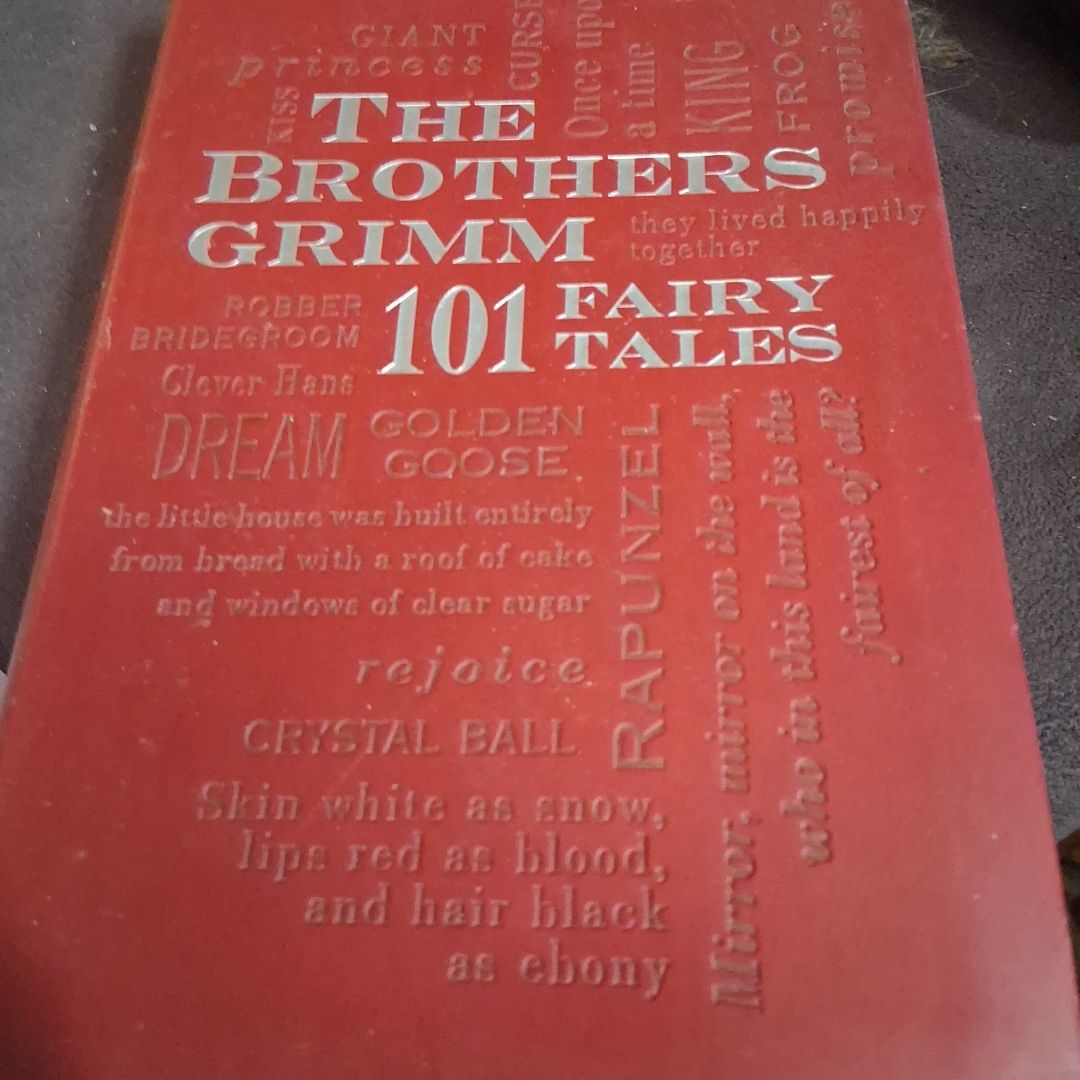 GIANT
princess
KISS
CURSE
Once upo
a time
KING
FROG
promise
THE
BROTHERS
GRIMM
they lived happily
together
101 FAIRY
TALES
ROBBER
BRIDEGROOM
Clever Hans
DREAM
GOLDEN
GOOSE
the little house was built entirely
from bread with a roof of cake
and windows of clear sugar
rejoice
CRYSTAL BALL
RAPUNZEL
Skin white as snow,
lips red as blood,
and hair black
as ebony
Mirror, mirror on the wall,
who in this land is the
fairest of all?